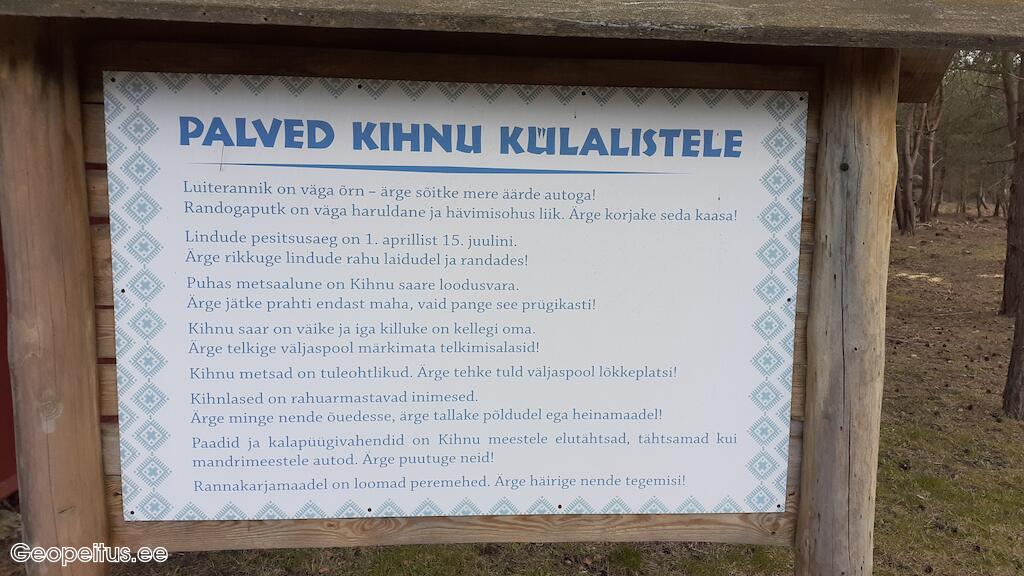 PALVED KIHNU KÜLALISTELE
Luiterannik on väga õrn – ärge sõitke mere äärde autoga!
Randogaputk on väga haruldane ja hävimisohus liik. Ärge korjake seda kaasa!
Lindude pesitsusaeg on 1. aprillist 15. juulini.
Ärge rikkuge lindude rahu laidudel ja randades!
Puhas metsaalune on Kihnu saare loodusvara.
Ärge jätke prahti endast maha, vaid pange see prügikasti!
Kihnu saar on väike ja iga killuke on kellegi oma.
Ärge telkige väljaspool märkimata telkimisalasid!
Kihnu metsad on tuleohtlikud. Ärge tehke tuld väljaspool lõkkeplatsi!
Kihnlased on rahuarmastavad inimesed.
Ärge minge nende õuedesse, ärge tallake põldudel ega heinamaadel!
Paadid ja kalapüügivahendid on Kihnu meestele elutähtsad, tähtsamad kui
mandrimeestele autod. Ärge puutuge neid!
Rannakarjamaadel on loomad peremehed. Ärge häirige nende tegemisi!
Geopeitus.ee